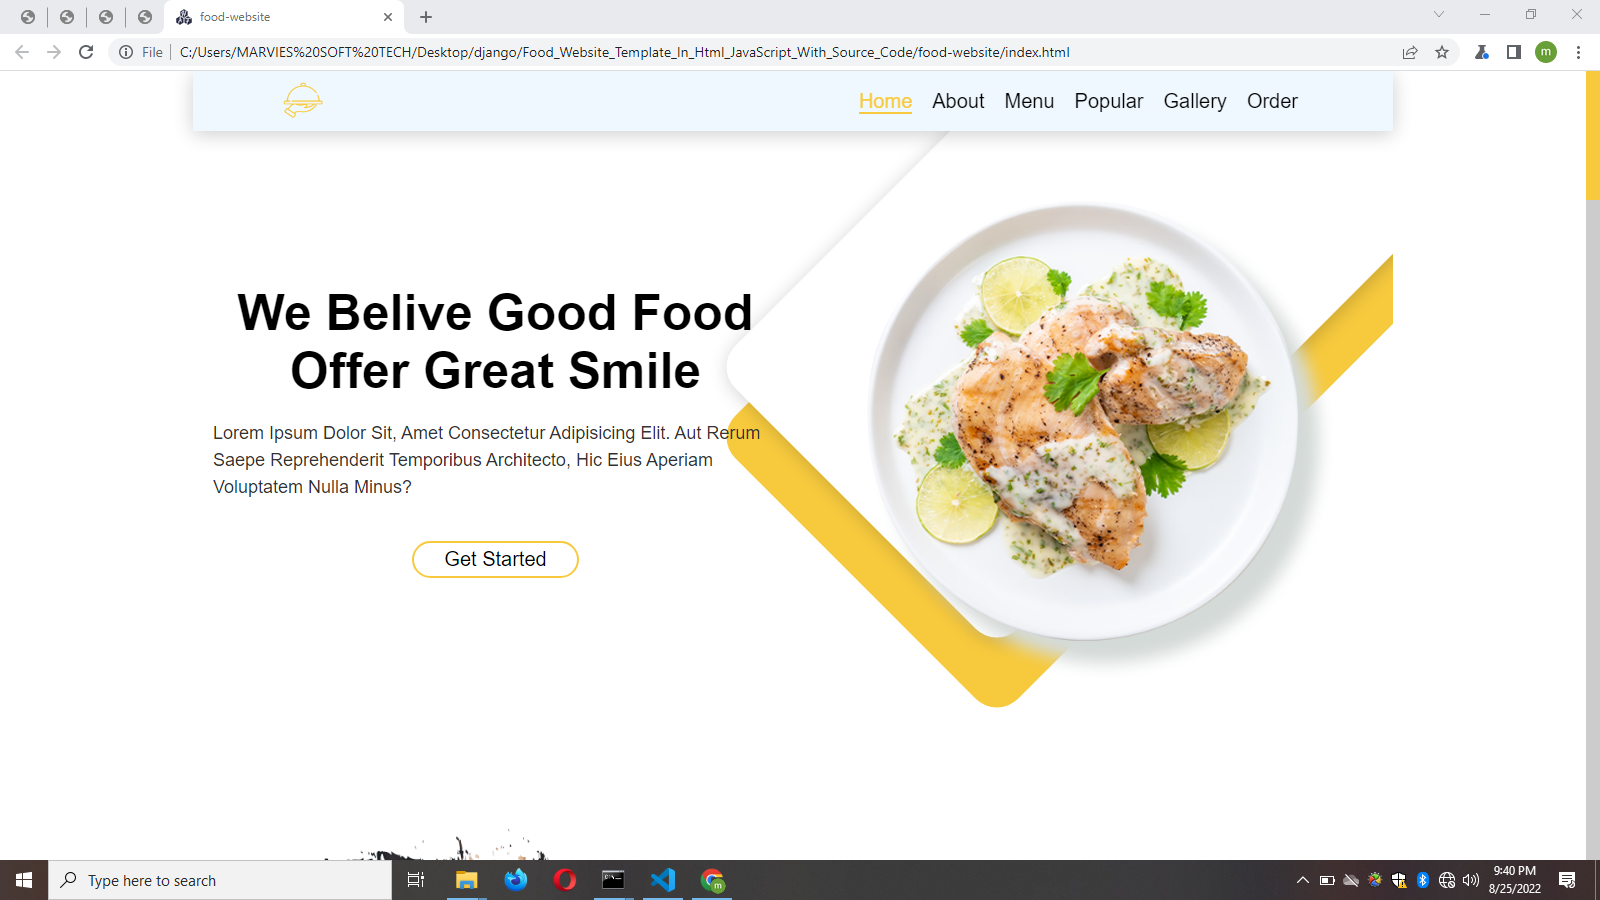 food-website
File
C:/Users/MARVIES%20SOFT%20TECH/Desktop/django/Food_Website_Template_In_Html_JavaScript_With_Source_Code/food-website/index.html
m
Home About Menu Popular Gallery Order
We Belive Good Food
Offer Great Smile
Lorem Ipsum Dolor Sit, Amet Consectetur Adipisicing Elit. Aut Rerum
Saepe Reprehenderit Temporibus Architecto, Hic Eius Aperiam
Voluptatem Nulla Minus?
Get Started
Type here to search
m
9:40 PM
8/25/2022